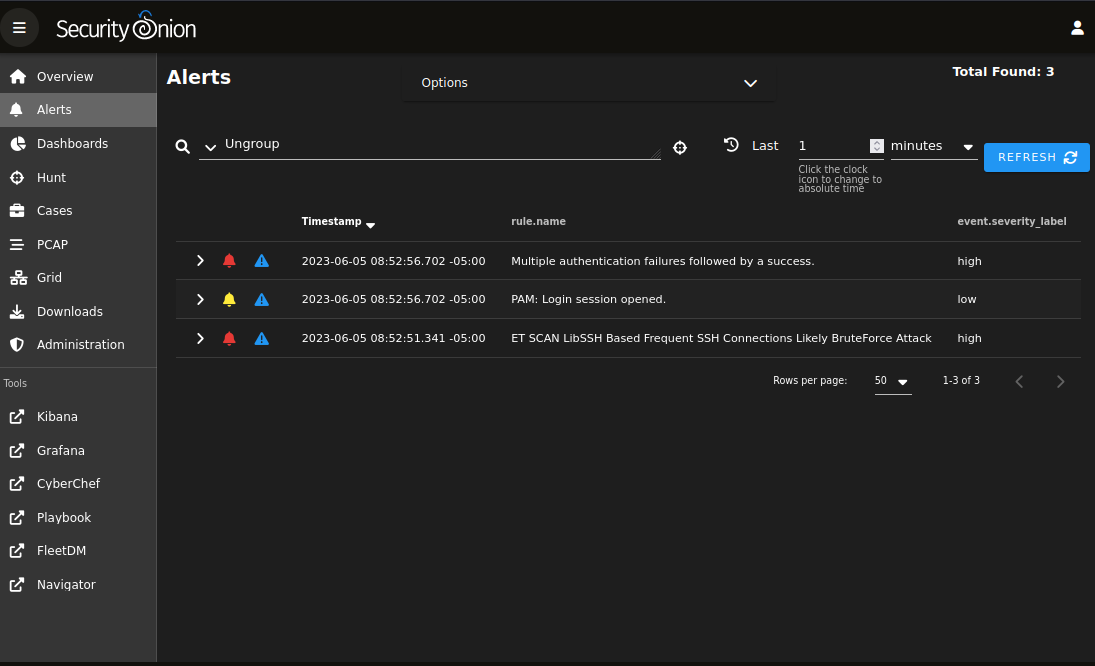 Security Onion
Overview
Alerts
Dashboards
Hunt
Cases
PCAP
Grid
Downloads
Administration
Tools
Kibana
Grafana
CyberChef
Playbook
FleetDM
Navigator
Alerts
Options
Total Found: 3
Ungroup
Last 1 minutes
REFRESH
Click the clock
icon to change to
absolute time
Timestamp rule.name event.severity_label
2023-06-05 08:52:56.702 -05:00 Multiple authentication failures followed by a success. high
2023-06-05 08:52:56.702 -05:00 PAM: Login session opened. low
2023-06-05 08:52:51.341 -05:00 ET SCAN LibSSH Based Frequent SSH Connections Likely BruteForce Attack high
Rows per page: 50 1-3 of 3